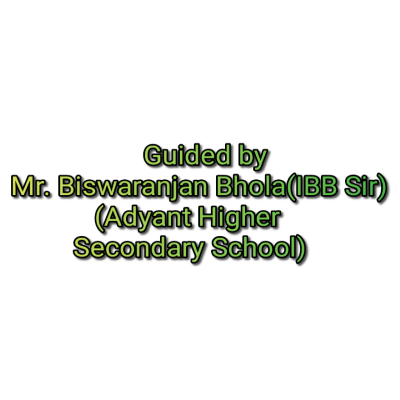 Guided by
Mr. Biswaranjan Bhola(IBB Sir)
(Adyant Higher
Secondary School)